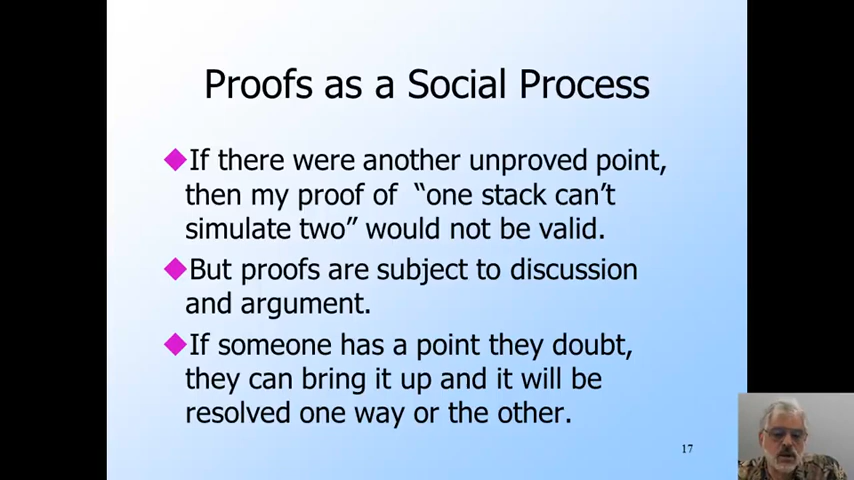 Proofs as a Social Process
If there were another unproved point,
then my proof of “one stack can’t
simulate two” would not be valid.
But proofs are subject to discussion
and argument.
If someone has a point they doubt,
they can bring it up and it will be
resolved one way or the other.
17